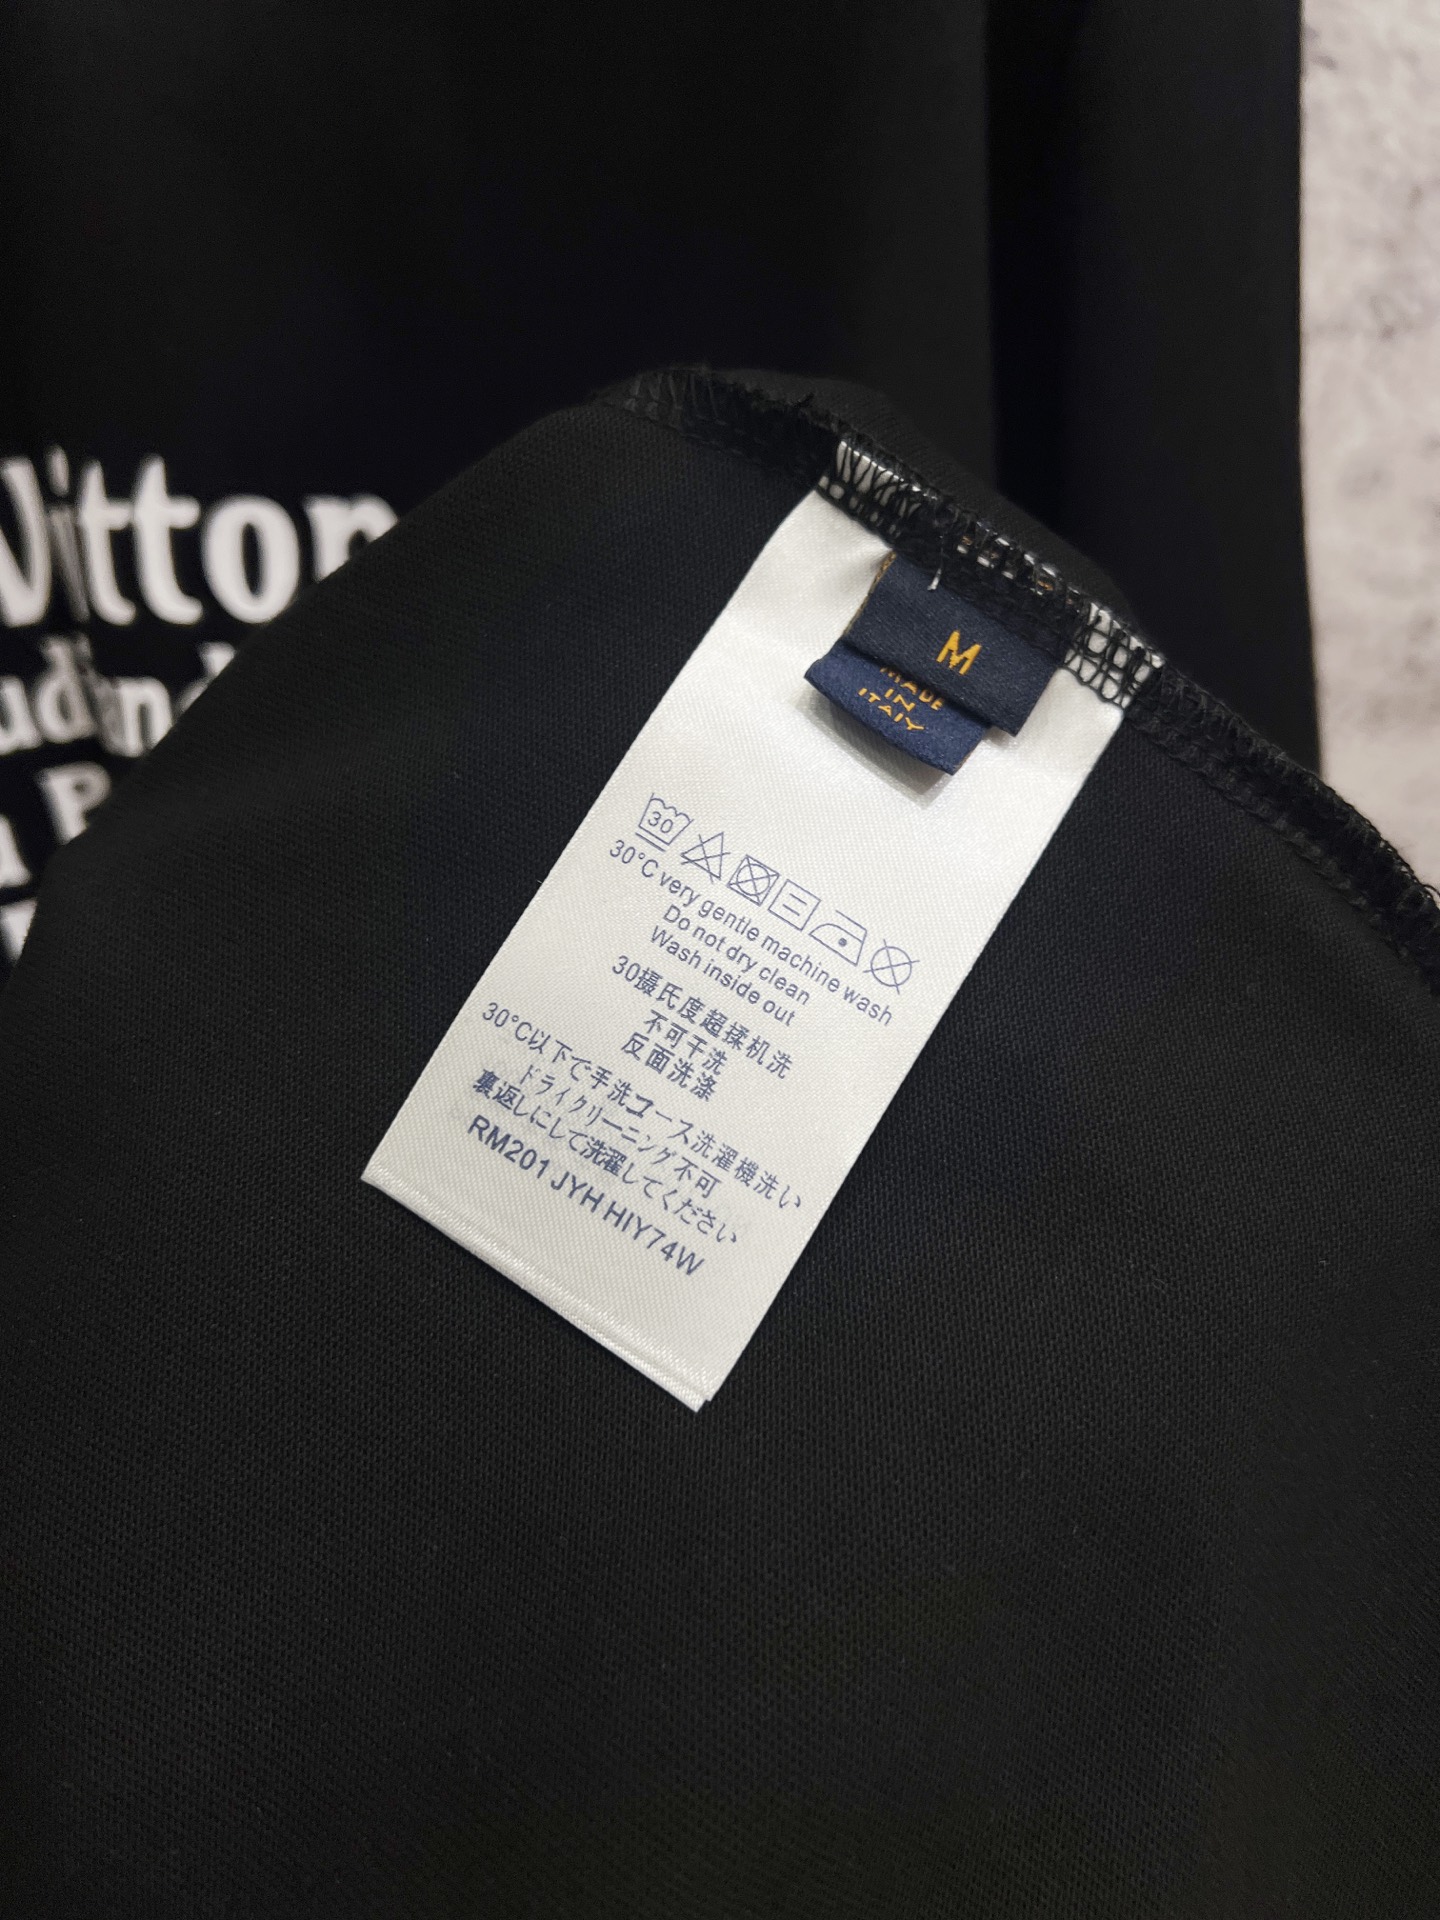 Vitton
M
MADE
IN
ITALY
30
30°C very gentle machine wash
Do not dry clean
Wash inside out
30摄氏度超揉机洗
不可干洗
反面洗涤
30°C以下で手洗コース洗濯機洗い
ドライクリーニング不可
裏返しにして洗濯してください
RM201 JYH HIY74W